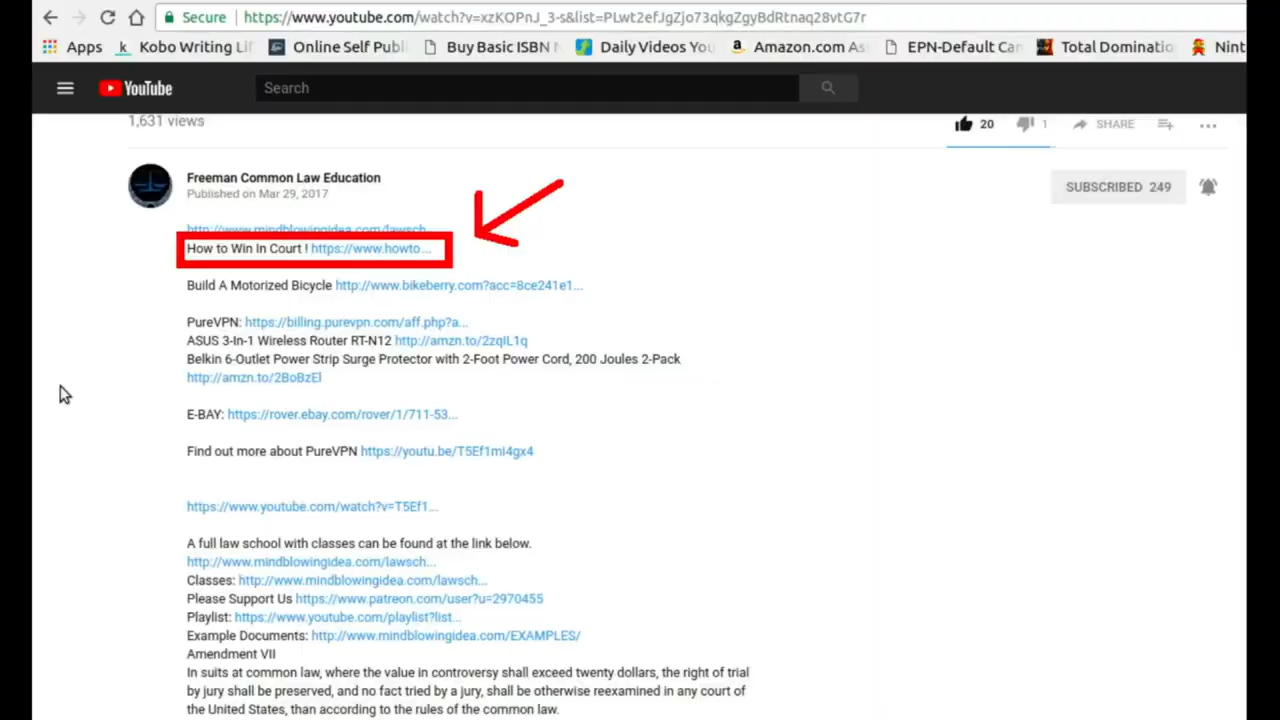 Secure https://www.youtube.com/watch?v=xzKOPnJ_3-s&list=PLwt2efJgZjo73qkgZgyBdRtnaq28vtG7r
Apps k Kobo Writing Li Online Self Publi Buy Basic ISBN Daily Videos You a Amazon.com As EPN-Default Ca Total Dominatio Nint
YouTube Search
1,631 views 20 1 SHARE
Freeman Common Law Education
Published on Mar 29, 2017
SUBSCRIBED 249
http://www.mindblowingidea.com/lawsch...
How to Win In Court ! https://www.howto...
Build A Motorized Bicycle http://www.bikeberry.com?acc=8ce241e1...
PureVPN: https://billing.purevpn.com/aff.php?a...
ASUS 3-In-1 Wireless Router RT-N12 http://amzn.to/2zqIL1q
Belkin 6-Outlet Power Strip Surge Protector with 2-Foot Power Cord, 200 Joules 2-Pack
http://amzn.to/2BoBzEl
E-BAY: https://rover.ebay.com/rover/1/711-53...
Find out more about PureVPN https://youtu.be/T5Ef1mI4gx4
https://www.youtube.com/watch?v=T5Ef1...
A full law school with classes can be found at the link below.
http://www.mindblowingidea.com/lawsch...
Classes: http://www.mindblowingidea.com/lawsch...
Please Support Us https://www.patreon.com/user?u=2970455
Playlist: https://www.youtube.com/playlist?list...
Example Documents: http://www.mindblowingidea.com/EXAMPLES/
Amendment VII
In suits at common law, where the value in controversy shall exceed twenty dollars, the right of trial
by jury shall be preserved, and no fact tried by a jury, shall be otherwise reexamined in any court of
the United States, than according to the rules of the common law.